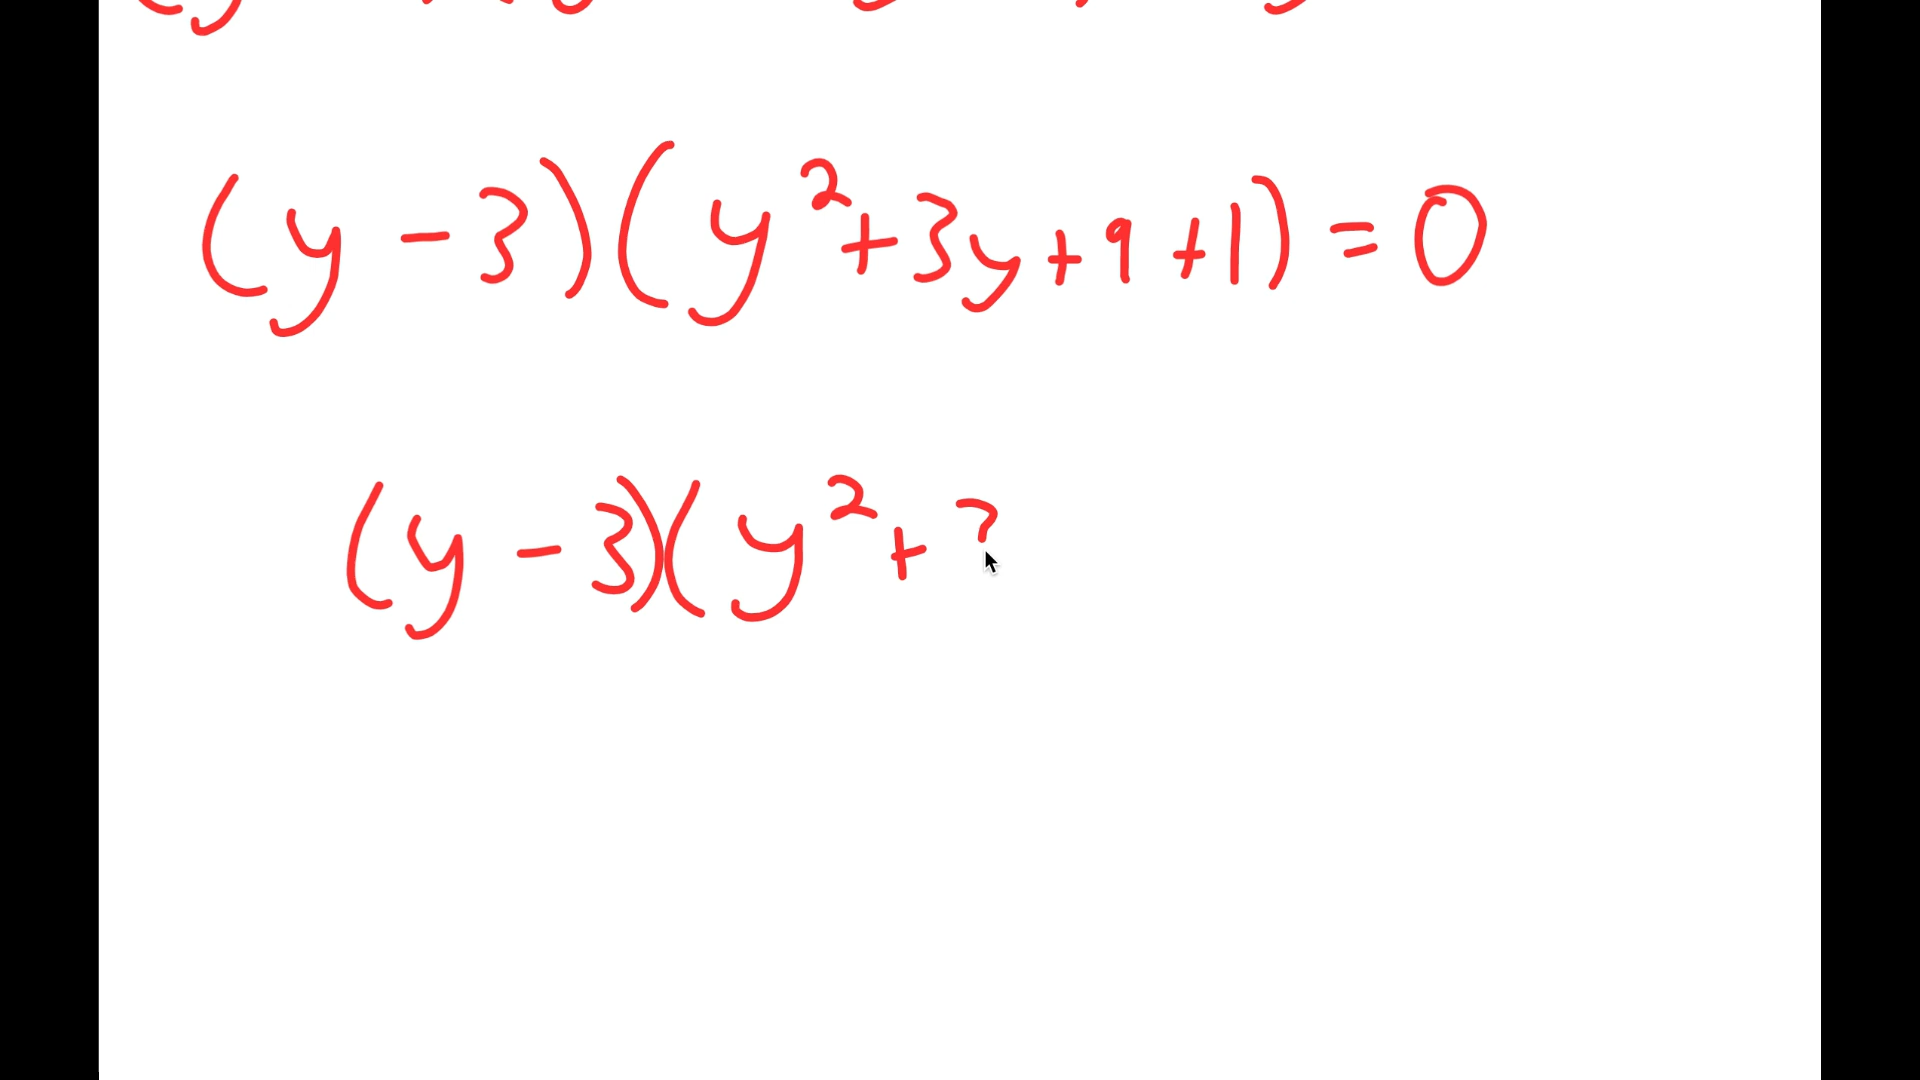 (y - 3)(y² + 3y + 9 + 1) = 0
(y - 3)(y² + ?